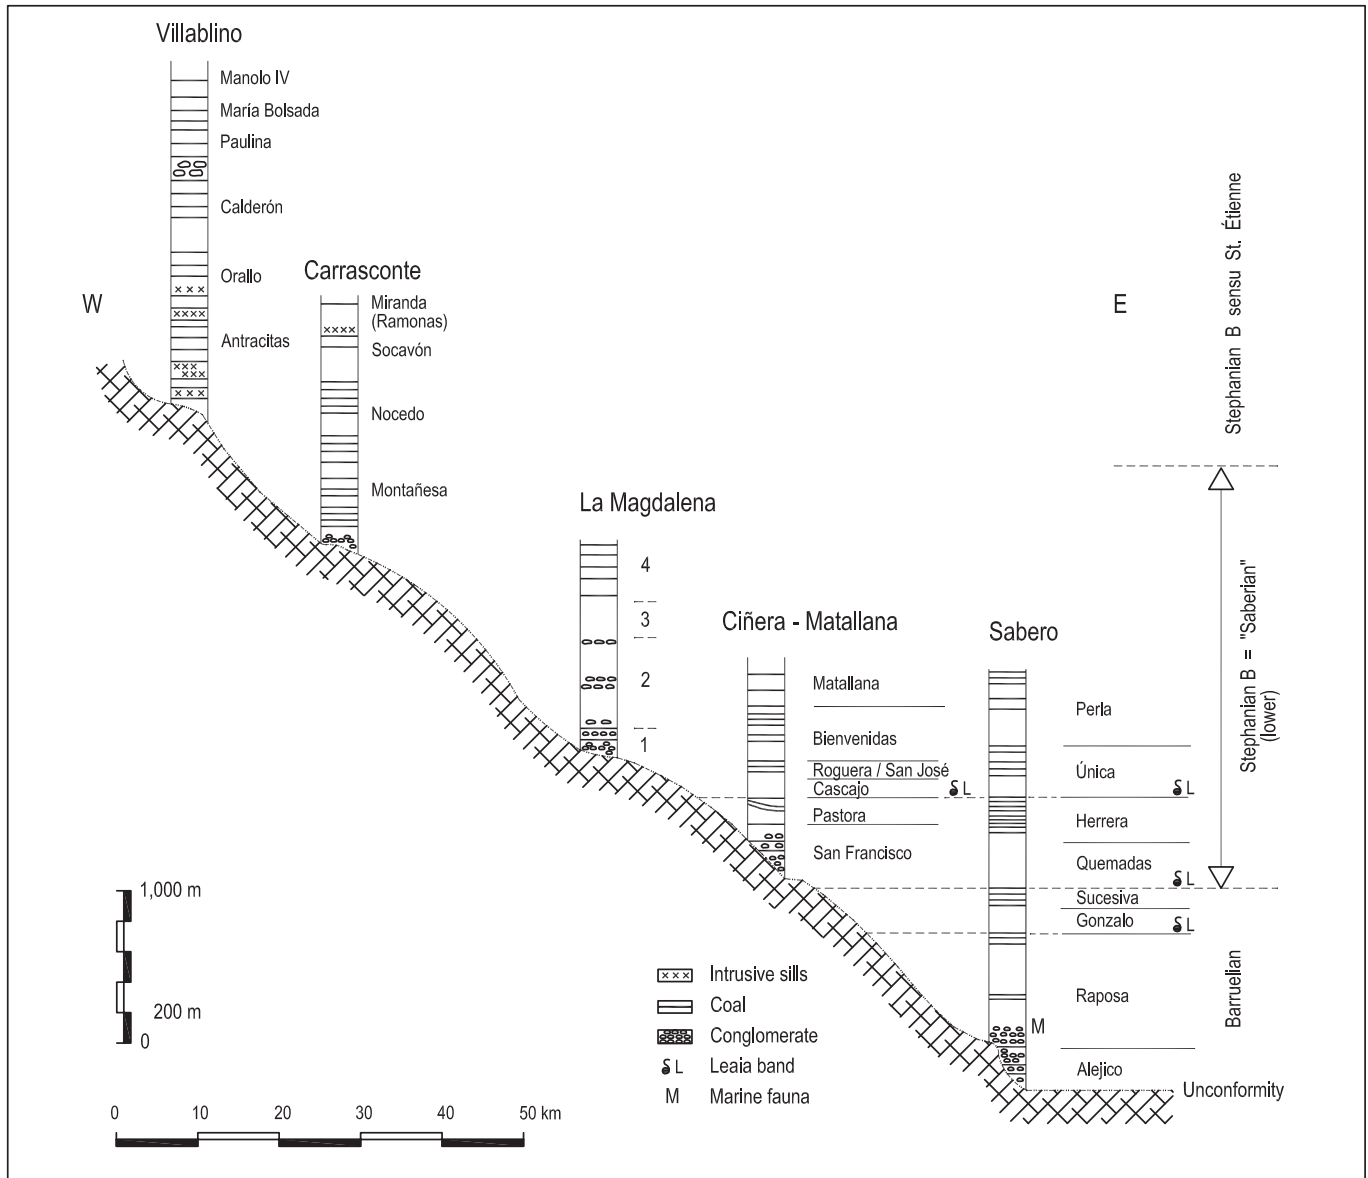 Villablino
Manolo IV
María Bolsada
Paulina
Calderón
Orallo
Antracitas
W
Carrasconte
Miranda
(Ramonas)
Socavón
Nocedo
Montañesa
La Magdalena
4
3
2
1
Ciñera - Matallana
Matallana
Bienvenidas
Roguera / San José
Cascajo
L
Pastora
San Francisco
Sabero
Perla
Única
L
Herrera
Quemadas
L
Sucesiva
Gonzalo
L
Raposa
M
Alejico
Unconformity
E
Stephanian B sensu St. Étienne
Stephanian B = "Saberian"
(lower)
Barruelian
1,000 m
200 m
0
xxx Intrusive sills
Coal
Conglomerate
L Leaia band
M Marine fauna
0 10 20 30 40 50 km